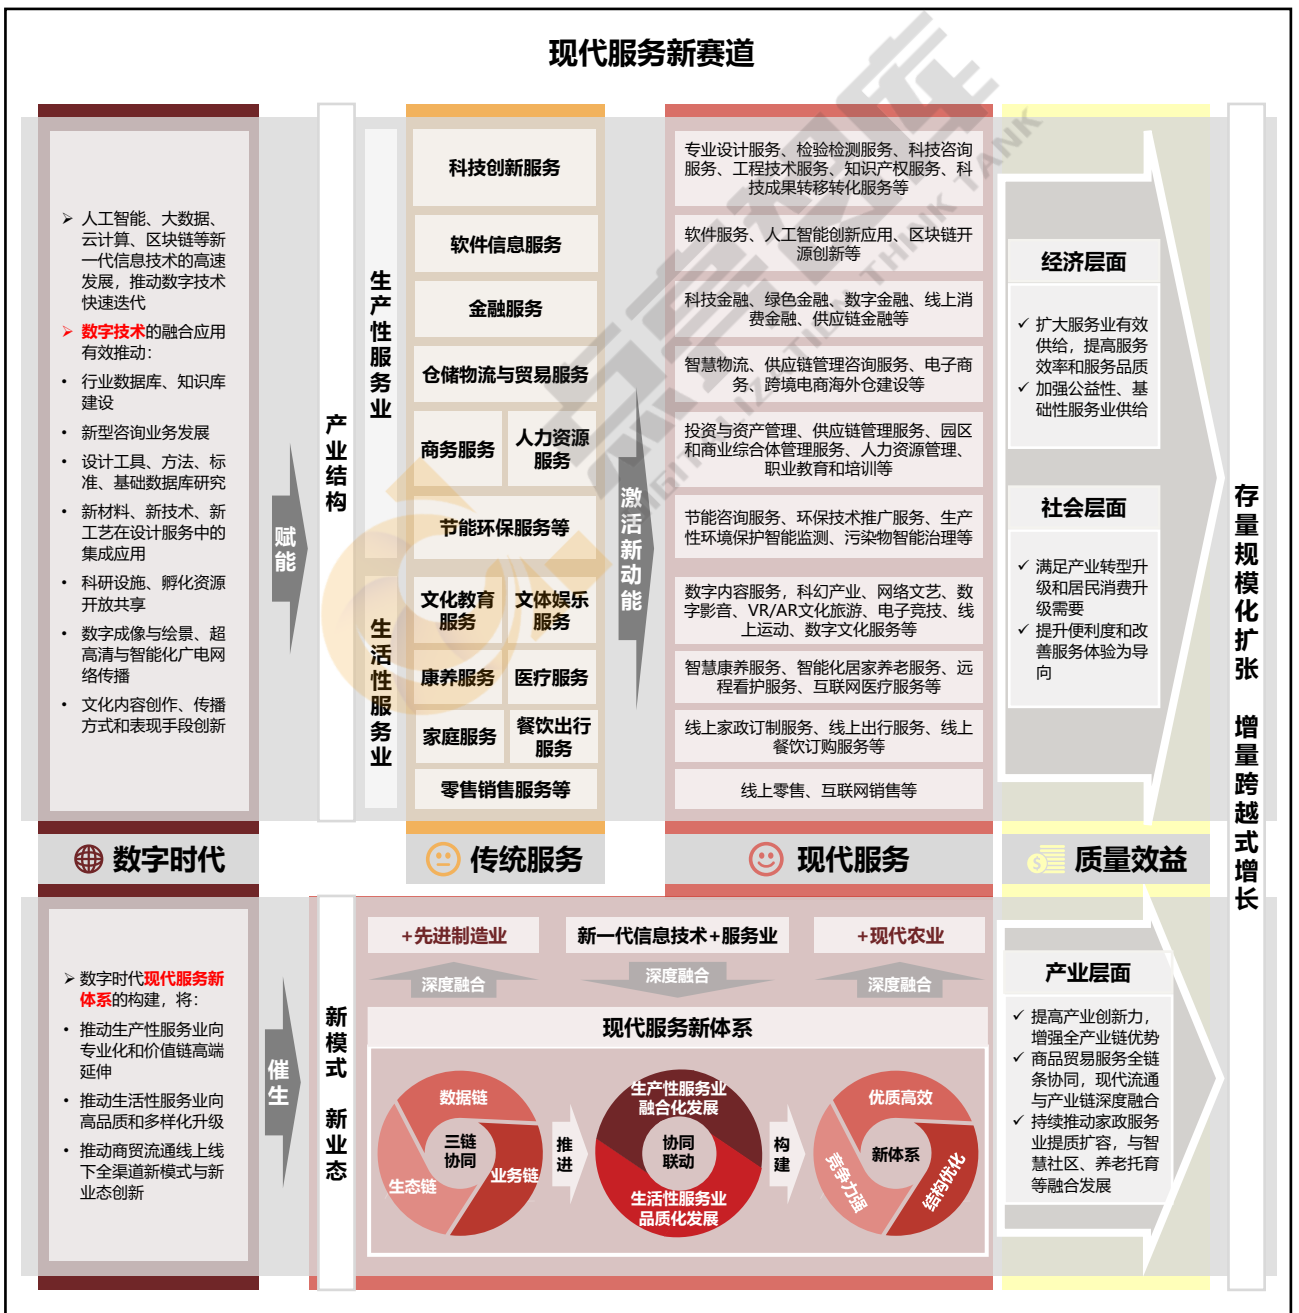 现代服务新赛道
人工智能、大数据、
云计算、区块链等新
一代信息技术的高速
发展，推动数字技术
快速迭代
数字技术的融合应用
有效推动：
行业数据库、知识库
建设
新型咨询业务发展
设计工具、方法、标
准、基础数据库研究
新材料、新技术、新
工艺在设计服务中的
集成应用
科研设施、孵化资源
开放共享
数字成像与绘景、超
高清与智能化广电网
络传播
文化内容创作、传播
方式和表现手段创新
赋能
产业结构
生产性服务业
生活性服务业
科技创新服务
软件信息服务
金融服务
仓储物流与贸易服务
商务服务
人力资源
服务
节能环保服务等
文化教育
服务
文体娱乐
服务
康养服务
医疗服务
家庭服务
餐饮出行
服务
零售销售服务等
激活新动能
专业设计服务、检验检测服务、科技咨询
服务、工程技术服务、知识产权服务、科
技成果转移转化服务等
软件服务、人工智能创新应用、区块链开
源创新等
科技金融、绿色金融、数字金融、线上消
费金融、供应链金融等
智慧物流、供应链管理咨询服务、电子商
务、跨境电商海外仓建设等
投资与资产管理、供应链管理服务、园区
和商业综合体管理服务、人力资源管理、
职业教育和培训等
节能咨询服务、环保技术推广服务、生产
性环境保护智能监测、污染物智能治理等
数字内容服务，科幻产业、网络文艺、数
字影音、VR/AR文化旅游、电子竞技、线
上运动、数字文化服务等
智慧康养服务、智能化居家养老服务、远
程看护服务、互联网医疗服务等
线上家政订制服务、线上出行服务、线上
餐饮订购服务等
线上零售、互联网销售等
经济层面
扩大服务业有效
供给，提高服务
效率和服务品质
加强公益性、基
础性服务业供给
社会层面
满足产业转型升
级和居民消费升
级需要
提升便利度和改
善服务体验为导
向
存量规模化扩张 增量跨越式增长
数字时代
传统服务
现代服务
质量效益
数字时代现代服务新
体系的构建，将：
推动生产性服务业向
专业化和价值链高端
延伸
推动生活性服务业向
高品质和多样化升级
推动商贸流通线上线
下全渠道新模式与新
业态创新
催生
新模式 新业态
+先进制造业
新一代信息技术+服务业
+现代农业
深度融合
深度融合
深度融合
现代服务新体系
数据链
业务链
生态链
三链
协同
推进
生产性服务业
融合化发展
协同
联动
生活性服务业
品质化发展
构建
优质高效
结构优化
竞争力强
新体系
产业层面
提高产业创新力，
增强全产业链优势
商品贸易服务全链
条协同，现代流通
与产业链深度融合
持续推动家政服务
业提质扩容，与智
慧社区、养老托育
等融合发展